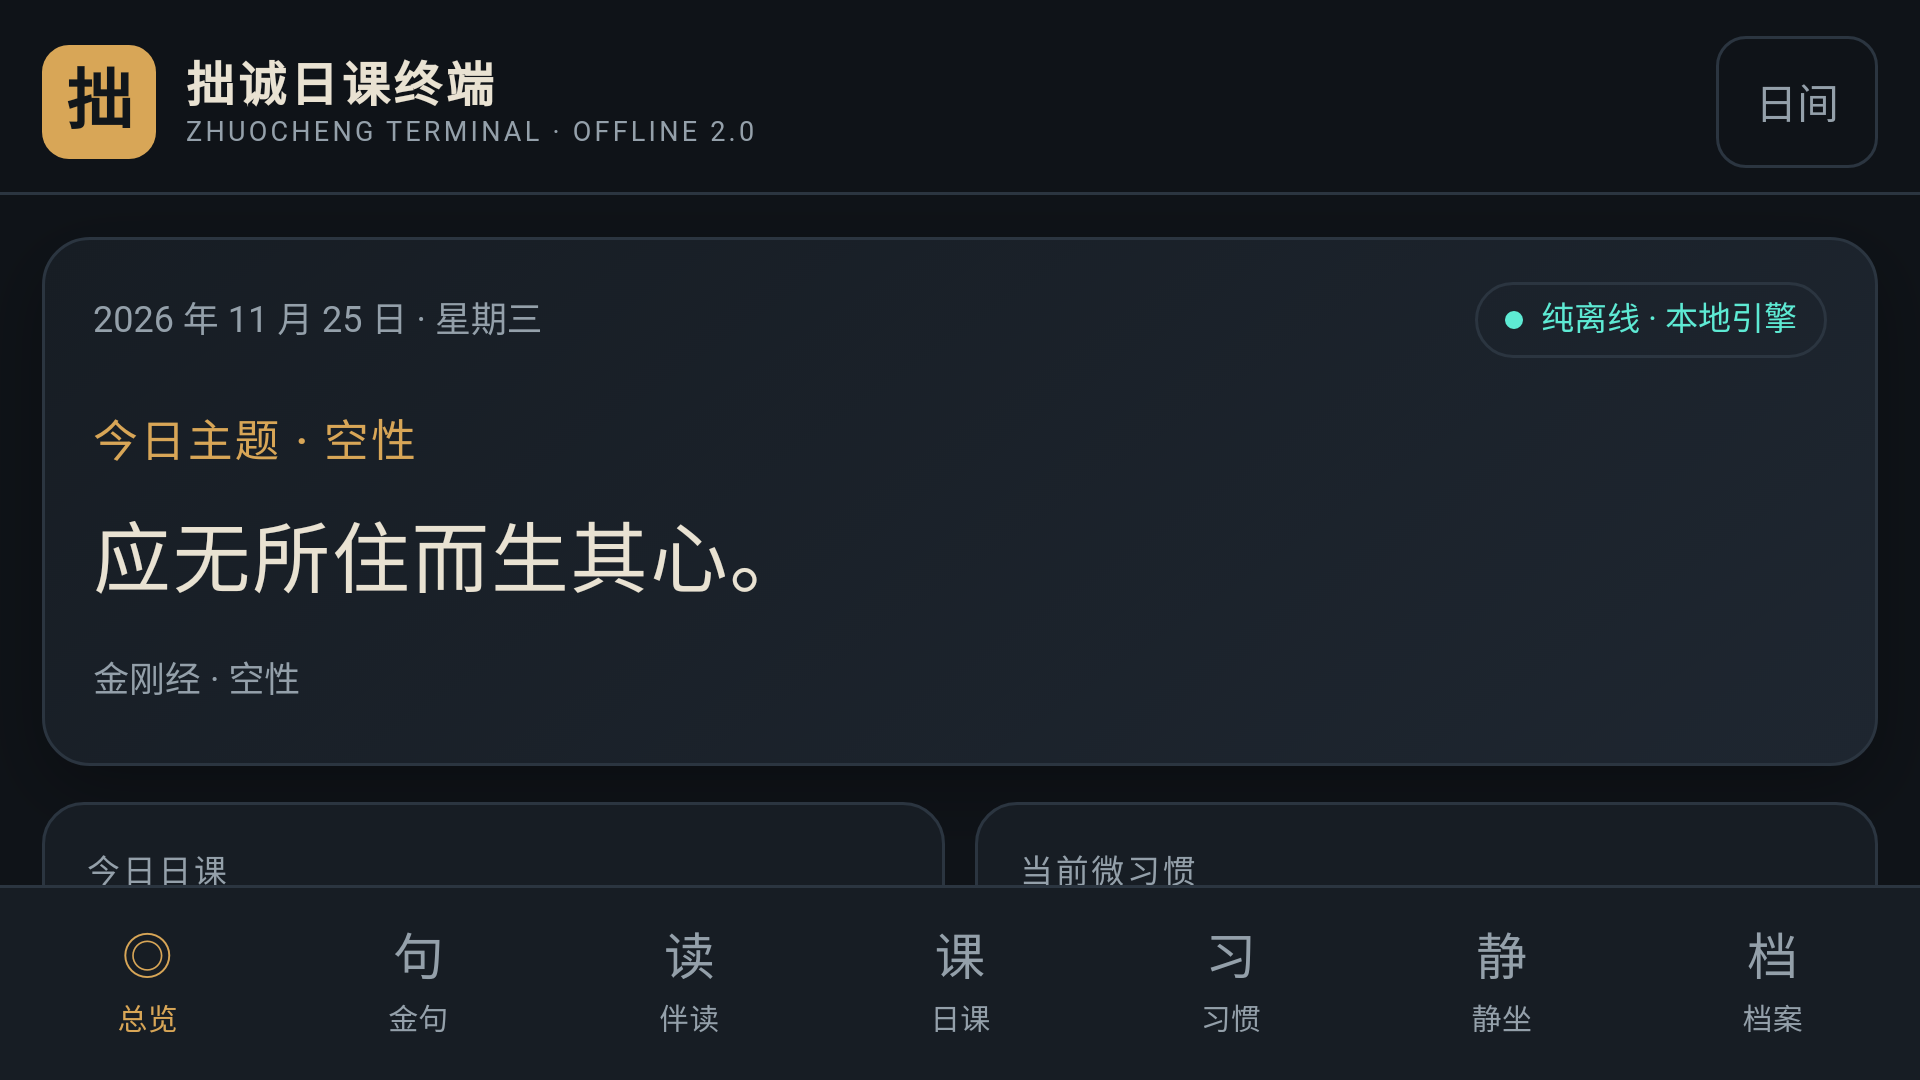 拙
拙诚日课终端
ZHUOCHENG TERMINAL · OFFLINE 2.0
日间
2026 年 11 月 25 日 · 星期三
纯离线 · 本地引擎
今日主题 · 空性
应无所住而生其心。
金刚经 · 空性
今日日课
当前微习惯
◎
总览
句
金句
读
伴读
课
日课
习
习惯
静
静坐
档
档案